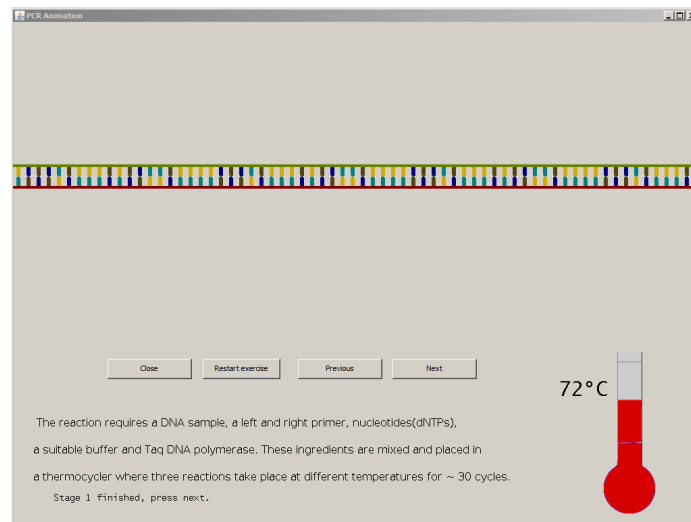 PCR Animation
Close
Restart exercise
Previous
Next
72°C
The reaction requires a DNA sample, a left and right primer, nucleotides(dNTPs),
a suitable buffer and Taq DNA polymerase. These ingredients are mixed and placed in
a thermocycler where three reactions take place at different temperatures for ~ 30 cycles.
Stage 1 finished, press next.